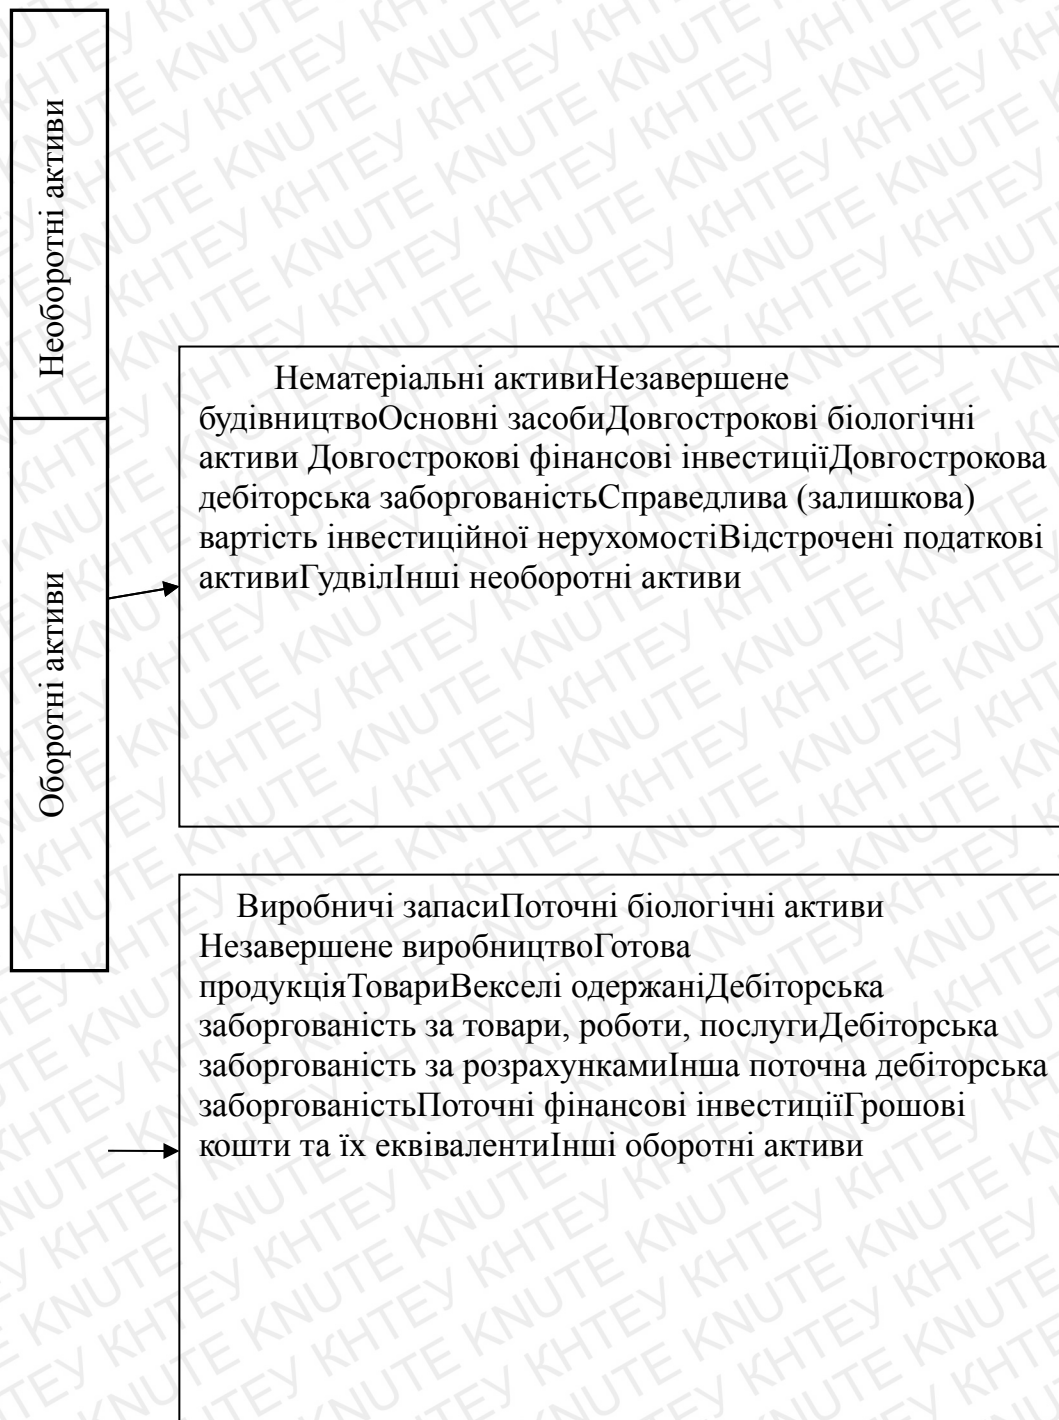 Необоротні активи
Нематеріальні активиНезавершене
будівництвоОсновні засобиДовгострокові біологічні
активи Довгострокові фінансові інвестиціїДовгострокова
дебіторська заборгованістьСправедлива (залишкова)
вартість інвестиційної нерухомостіВідстрочені податкові
активиГудвілІнші необоротні активи
Оборотні активи
Виробничі запасиПоточні біологічні активи
Незавершене виробництвоГотова
продукціяТовариВекселі одержаніДебіторська
заборгованість за товари, роботи, послугиДебіторська
заборгованість за розрахункамиІнша поточна дебіторська
заборгованістьПоточні фінансові інвестиціїГрошові
кошти та їх еквівалентиІнші оборотні активи